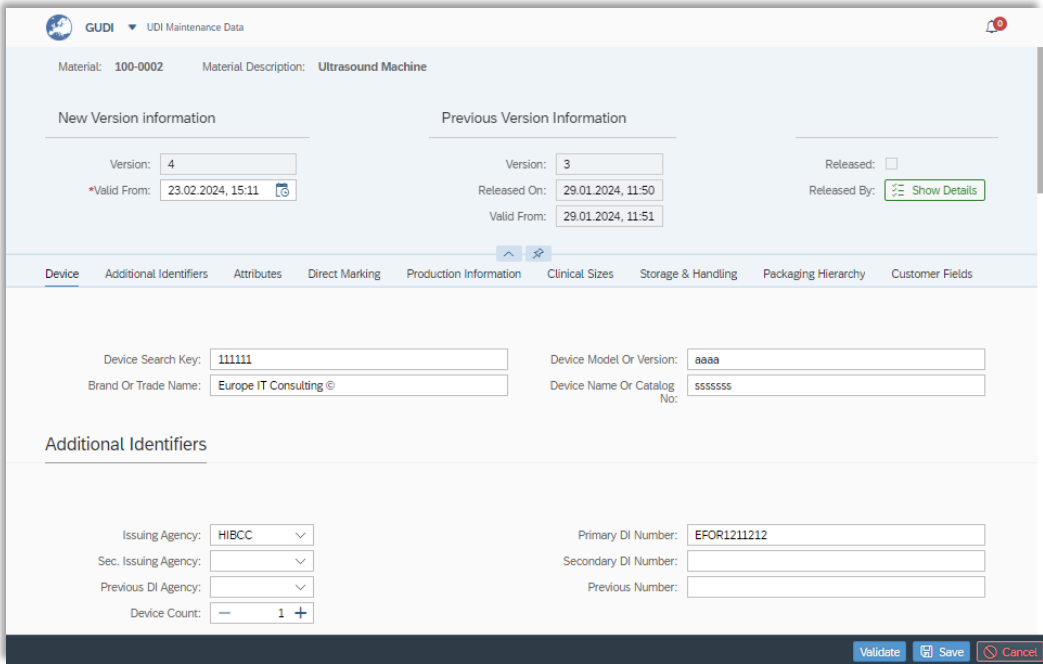 GUDI UDI Maintenance Data 0
Material: 100-0002 Material Description: Ultrasound Machine
New Version information Previous Version Information
Version: 4 Version: 3 Released:
*Valid From: 23.02.2024, 15:11 Released On: 29.01.2024, 11:50 Released By: Show Details
Valid From: 29.01.2024, 11:51
Device Additional Identifiers Attributes Direct Marking Production Information Clinical Sizes Storage & Handling Packaging Hierarchy Customer Fields
Device Search Key: 111111 Device Model Or Version: aaaa
Brand Or Trade Name: Europe IT Consulting © Device Name Or Catalog No: sssssss
Additional Identifiers
Issuing Agency: HIBCC Primary DI Number: EFOR1211212
Sec. Issuing Agency: Secondary DI Number:
Previous DI Agency: Previous Number:
Device Count: 1
Validate Save Cancel